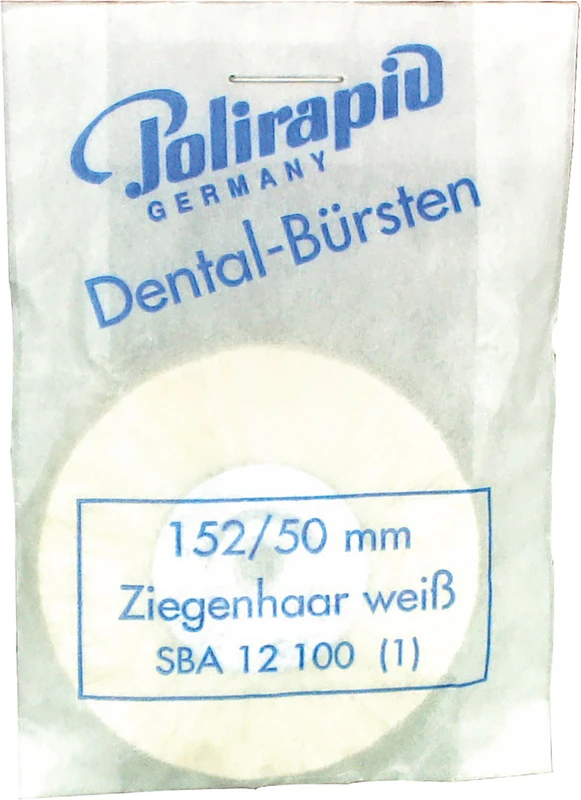 Polirapid
GERMANY
Dental-Bürsten
152/50 mm
Ziegenhaar weiß
SBA 12 100 (1)